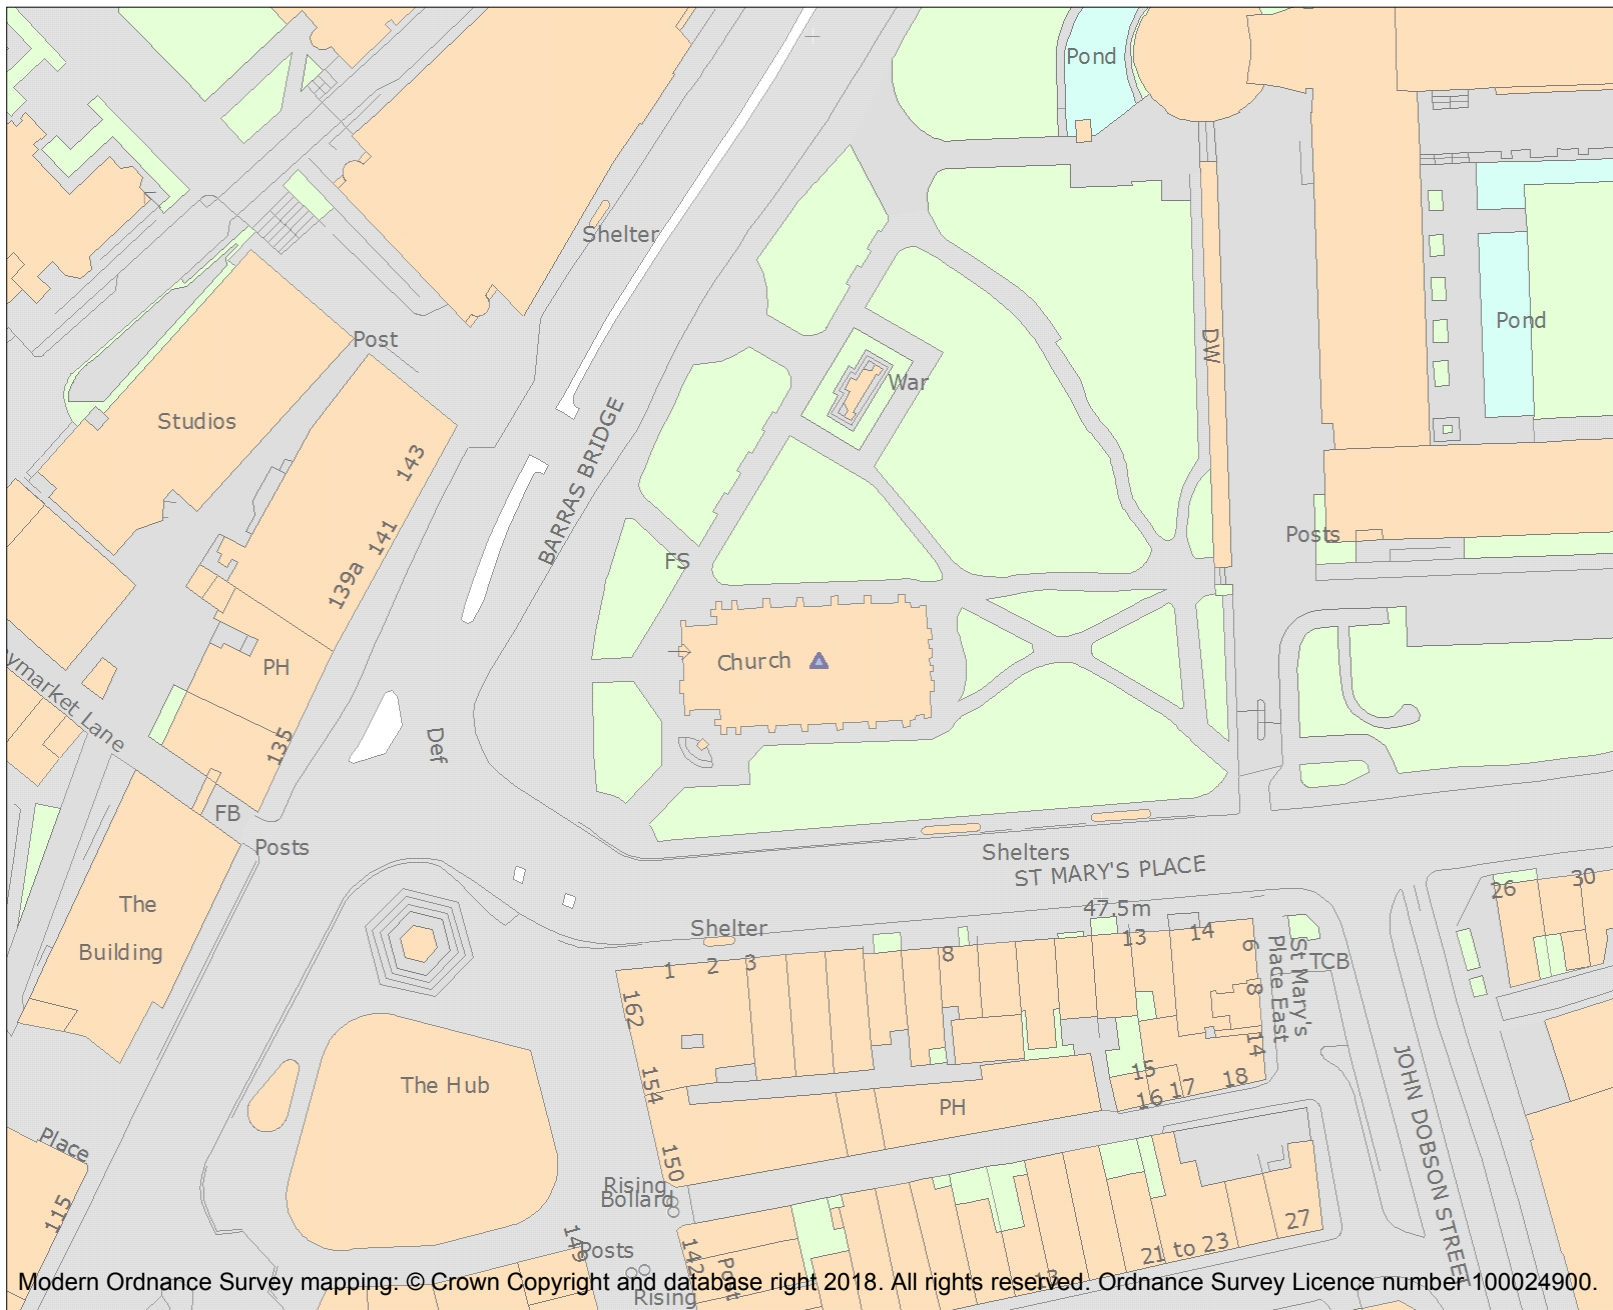 Pond
Shelter
Post
Pond
War
DW
Studios
143
BARRAS BRIDGE
141
Posts
FS
139a
Church
PH
ymarket Lane
135
Def
FB
Posts
Shelters
ST MARY'S PLACE
The
Building
26
30
47.5m
Shelter
13
14
8
1
2
3
6
St Mary's
Place East
TCB
8
162
14
The Hub
154
15
16
17
18
PH
JOHN DOBSON STREET
Place
150
Rising
Bollard
115
27
21 to 23
149
Posts
142
Post
Rising
Modern Ordnance Survey mapping: © Crown Copyright and database right 2018. All rights reserved. Ordnance Survey Licence number 100024900.